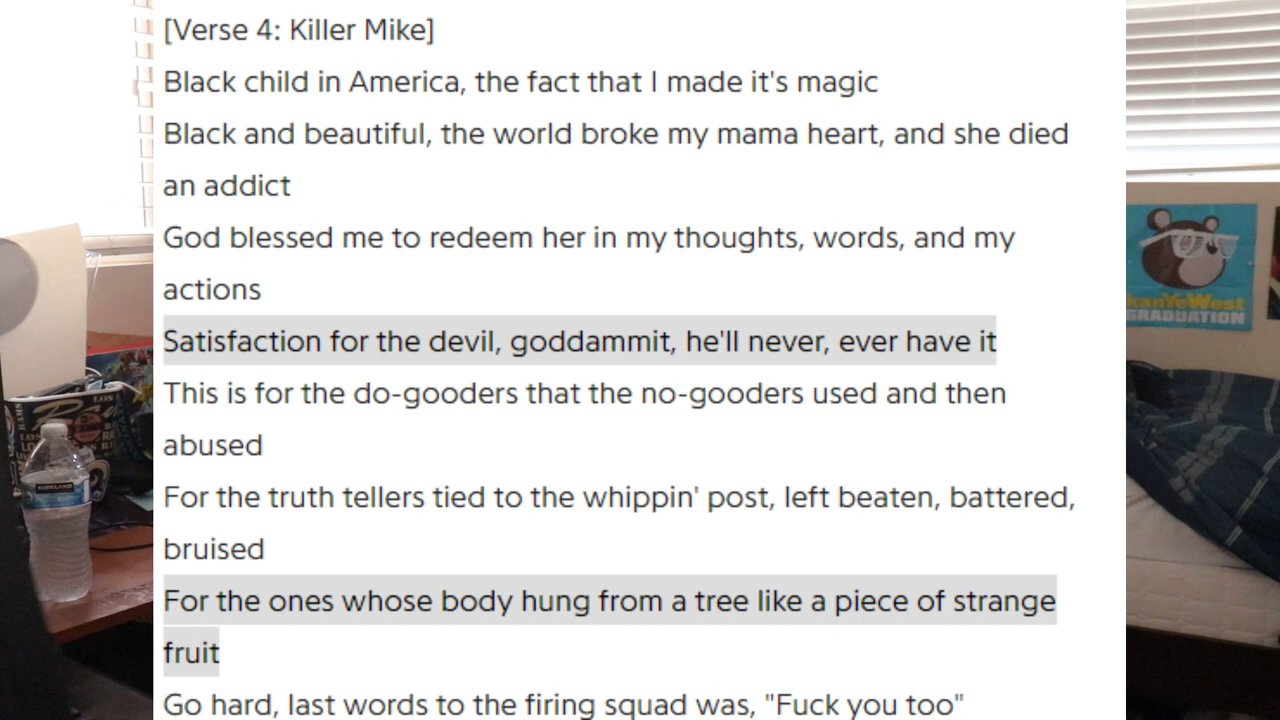 [Verse 4: Killer Mike]
Black child in America, the fact that I made it's magic
Black and beautiful, the world broke my mama heart, and she died
an addict
God blessed me to redeem her in my thoughts, words, and my
actions
Satisfaction for the devil, goddammit, he'll never, ever have it
This is for the do-gooders that the no-gooders used and then
abused
For the truth tellers tied to the whippin' post, left beaten, battered,
bruised
For the ones whose body hung from a tree like a piece of strange
fruit
Go hard, last words to the firing squad was, "Fuck you too"
KIRKLAND
kanYeWest
GRADUATION